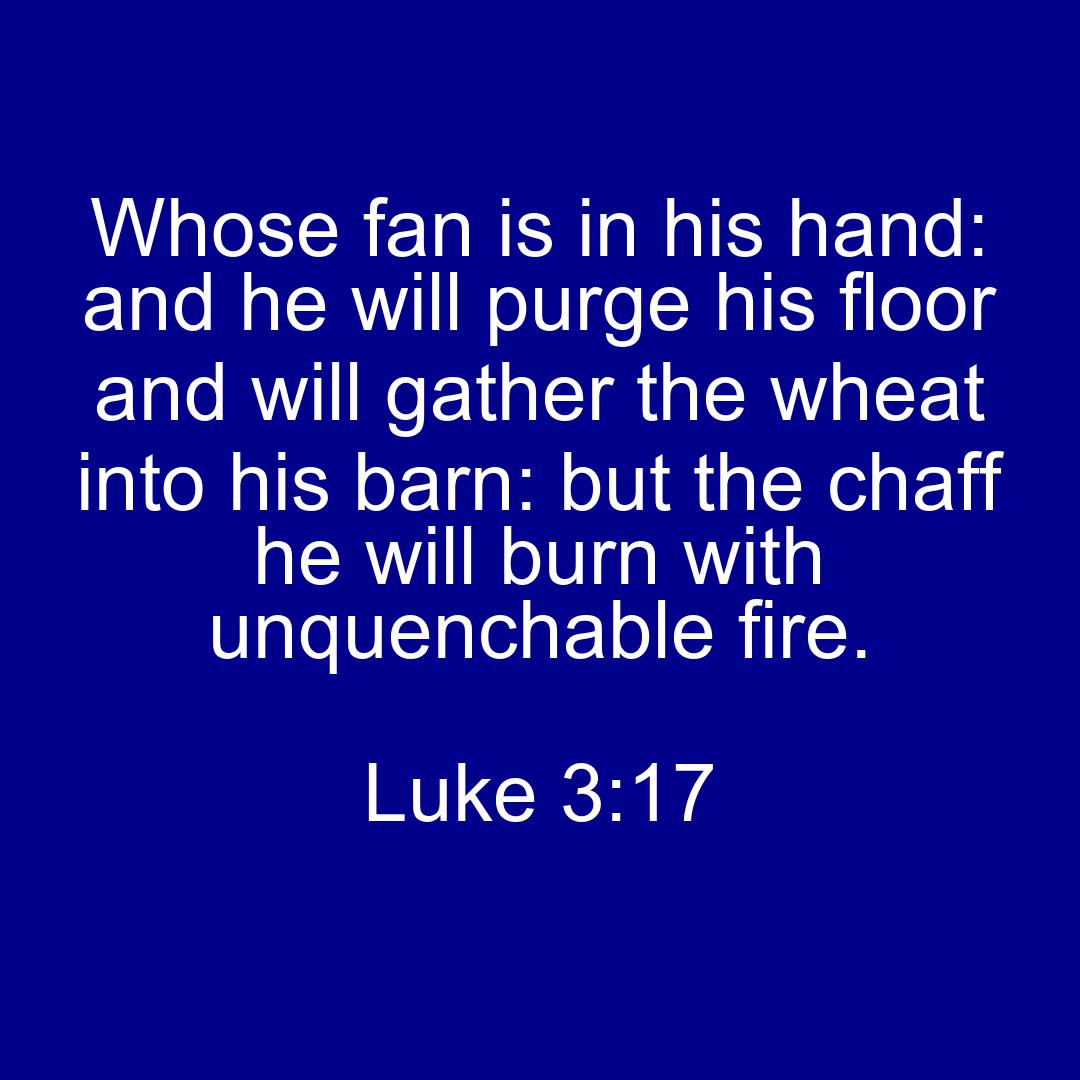 Whose fan is in his hand:
and he will purge his floor
and will gather the wheat
into his barn: but the chaff
he will burn with
unquenchable fire.
Luke 3:17